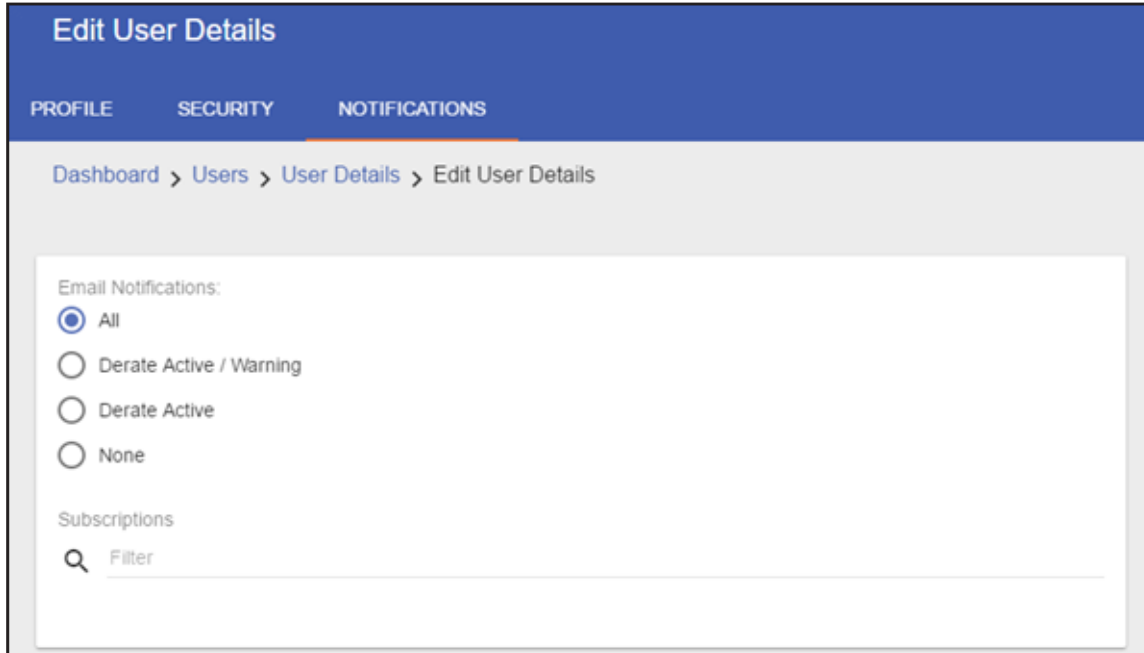 Edit User Details
PROFILE SECURITY NOTIFICATIONS
Dashboard > Users > User Details > Edit User Details
Email Notifications:
All
Derate Active / Warning
Derate Active
None
Subscriptions
Filter